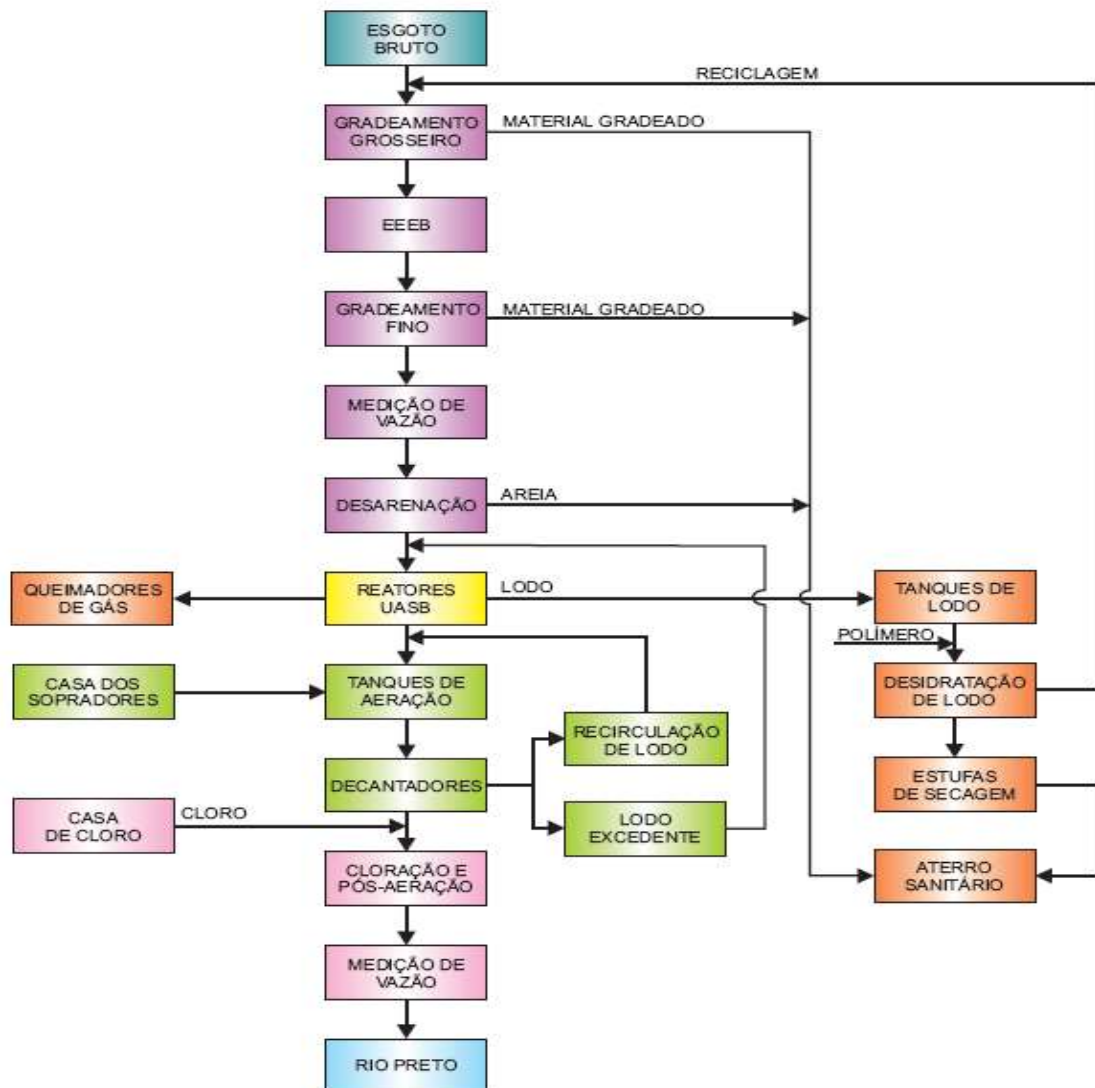 ESGOTO
BRUTO
RECICLAGEM
GRADEAMENTO
GROSSEIRO
MATERIAL GRADEADO
EEEB
GRADEAMENTO
FINO
MATERIAL GRADEADO
MEDIÇÃO DE
VAZÃO
DESARENAÇÃO
AREIA
QUEIMADORES
DE GÁS
REATORES
UASB
LODO
TANQUES DE
LODO
POLÍMERO
CASA DOS
SOPRADORES
TANQUES DE
AERAÇÃO
RECIRCULAÇÃO
DE LODO
DESIDRATAÇÃO
DE LODO
DECANTADORES
ESTUFAS
DE SECAGEM
CASA
DE CLORO
CLORO
LODO
EXCEDENTE
CLORAÇÃO E
PÓS-AERAÇÃO
ATERRO
SANITÁRIO
MEDIÇÃO DE
VAZÃO
RIO PRETO